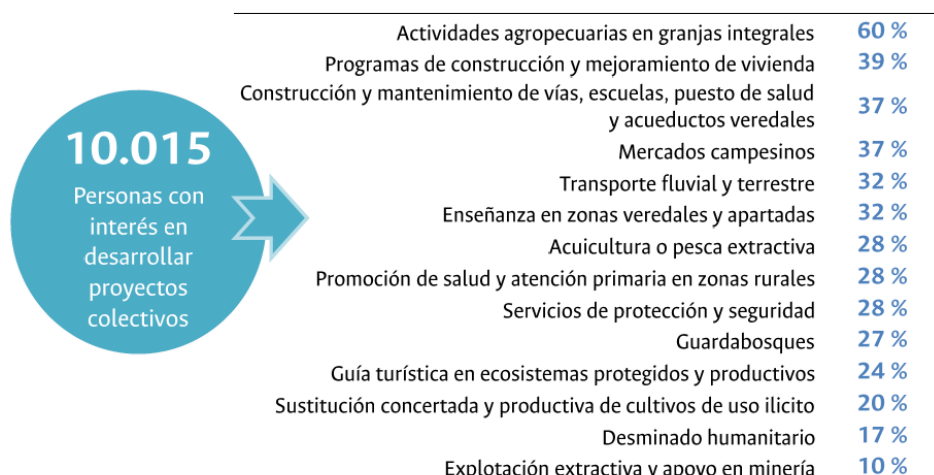 10.015
Personas con
interés en
desarrollar
proyectos
colectivos
Actividades agropecuarias en granjas integrales 60 %
Programas de construcción y mejoramiento de vivienda 39 %
Construcción y mantenimiento de vías, escuelas, puesto de salud
y acueductos veredales 37 %
Mercados campesinos 37 %
Transporte fluvial y terrestre 32 %
Enseñanza en zonas veredales y apartadas 32 %
Acuicultura o pesca extractiva 28 %
Promoción de salud y atención primaria en zonas rurales 28 %
Servicios de protección y seguridad 28 %
Guardabosques 27 %
Guía turística en ecosistemas protegidos y productivos 24 %
Sustitución concertada y productiva de cultivos de uso ilicito 20 %
Desminado humanitario 17 %
Explotación extractiva y apoyo en minería 10 %